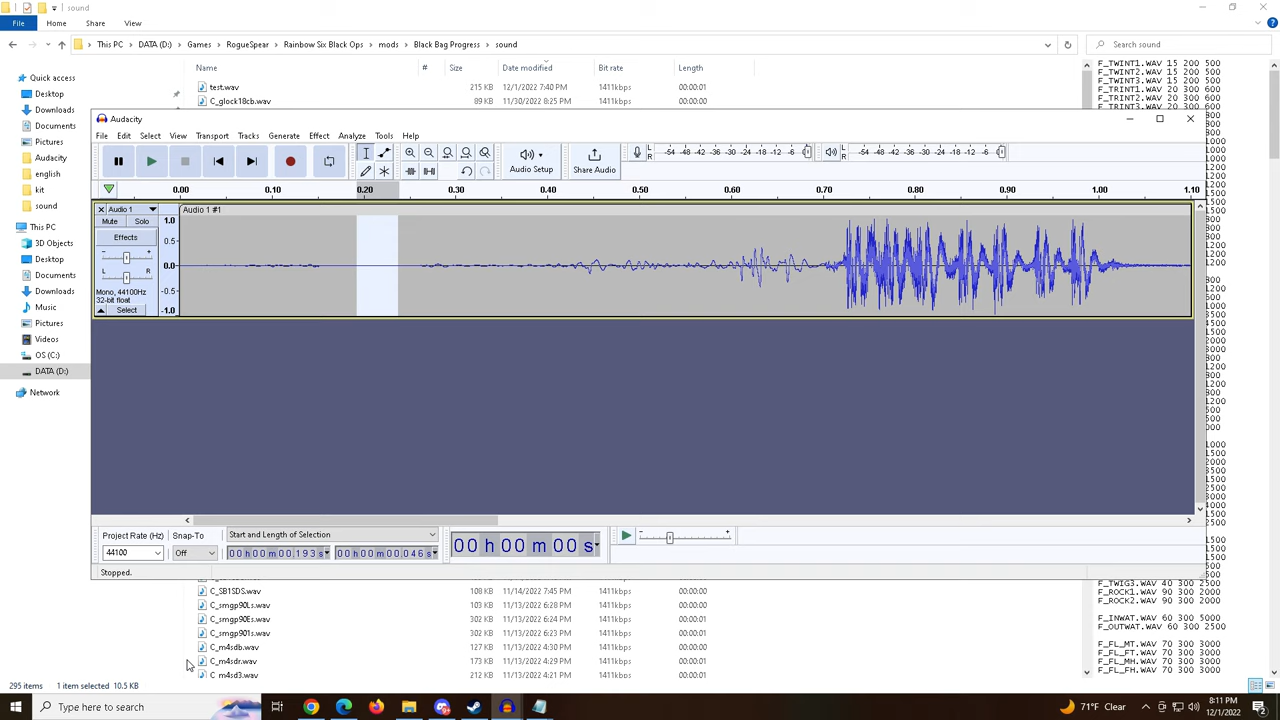 sound
File Home Share View
This PC DATA (D:) Games RogueSpear Rainbow Six Black Ops mods Black Bag Progress sound Search sound
Name # Size Date modified Bit rate Length
Quick access
Desktop
Downloads
Documents
Pictures
Audacity
english
kit
sound
This PC
3D Objects
Desktop
Documents
Downloads
Music
Pictures
Videos
OS (C:)
DATA (D:)
Network
test.wav 215 KB 12/1/2022 7:40 PM 1411kbps 00:00:01
C_glock18cb.wav 89 KB 11/30/2022 8:25 PM 1411kbps 00:00:00
Audacity
File Edit Select View Transport Tracks Generate Effect Analyze Tools Help
Audio Setup Share Audio
L
R
-54 -48 -42 -36 -30 -24 -18 -12 -6
L
R
-54 -48 -42 -36 -30 -24 -18 -12 -6
0.00 0.10 0.20 0.30 0.40 0.50 0.60 0.70 0.80 0.90 1.00 1.10
Audio 1 Audio 1 #1
Mute Solo
Effects
- +
L R
Mono, 44100Hz
32-bit float
Select
1.0
0.5
0.0
-0.5
-1.0
Project Rate (Hz) Snap-To Start and Length of Selection
44100 Off 00h00m00.193s 00h00m00.046s
00 h 00 m 00 s
Stopped.
C_SB1SDS.wav 108 KB 11/14/2022 7:45 PM 1411kbps 00:00:00
C_smgp90Ls.wav 103 KB 11/13/2022 6:28 PM 1411kbps 00:00:00
C_smgp90Es.wav 302 KB 11/13/2022 6:24 PM 1411kbps 00:00:01
C_smgp901s.wav 302 KB 11/13/2022 6:23 PM 1411kbps 00:00:01
C_m4sdb.wav 127 KB 11/13/2022 4:30 PM 1411kbps 00:00:00
C_m4sdr.wav 173 KB 11/13/2022 4:29 PM 1411kbps 00:00:01
C_m4sd3.wav 212 KB 11/13/2022 4:21 PM 1411kbps 00:00:01
295 items 1 item selected 10.5 KB
F_TWINT1.WAV 15 200 500
F_TWINT2.WAV 15 200 500
F_TWINT3.WAV 15 200 500
F_TRINT1.WAV 20 300 600
F_TRINT2.WAV 20 300 600
F_TWIG3.WAV 40 300 2500
F_ROCK1.WAV 90 300 2000
F_ROCK2.WAV 90 300 2000
F_INWAT.WAV 60 300 5000
F_OUTWAT.WAV 60 300 2500
F_FL_MT.WAV 70 300 3000
F_FL_FT.WAV 70 300 3000
F_FL_MH.WAV 70 300 3000
F_FL_FH.WAV 70 300 3000
Type here to search
71°F Clear
8:11 PM
12/1/2022
2